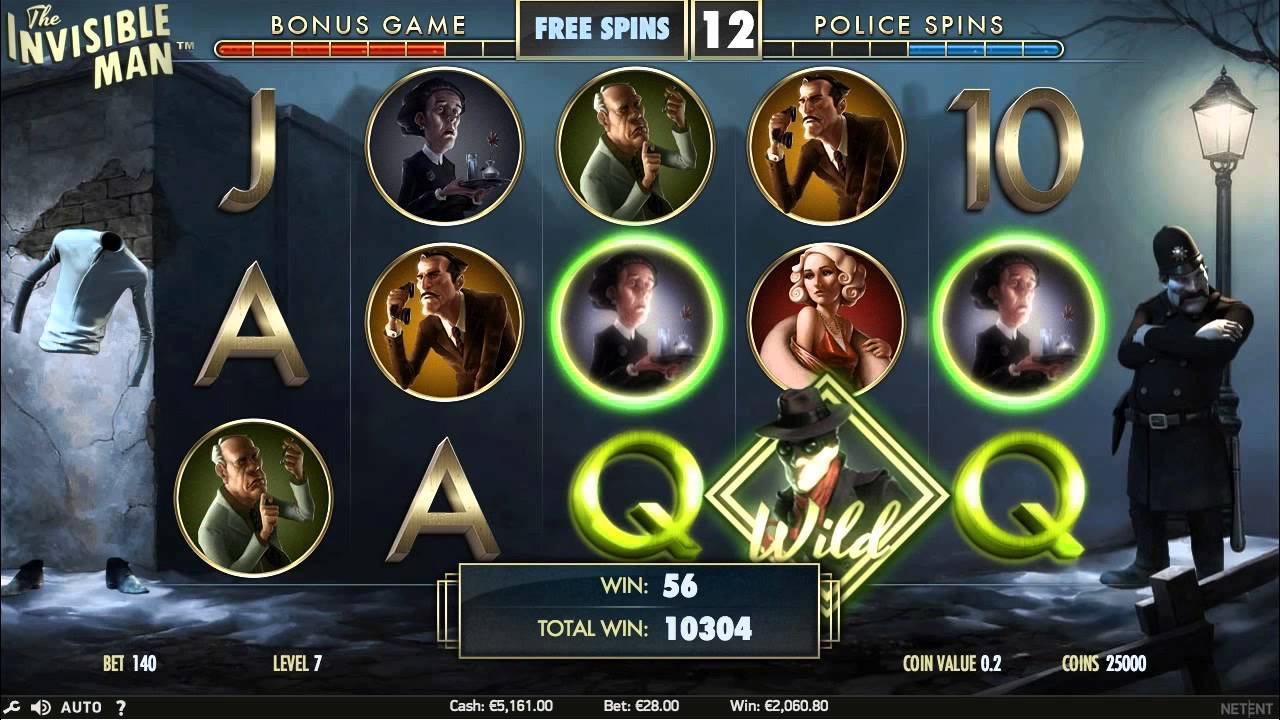 The
INVISIBLE
MAN™
BONUS GAME
FREE SPINS 12
POLICE SPINS
J
10
A
A
Q
Wild
Q
WIN: 56
TOTAL WIN: 10304
BET 140
LEVEL 7
COIN VALUE 0.2
COINS 25000
AUTO ?
Cash: €5,161.00
Bet: €28.00
Win: €2,060.80
NETENT